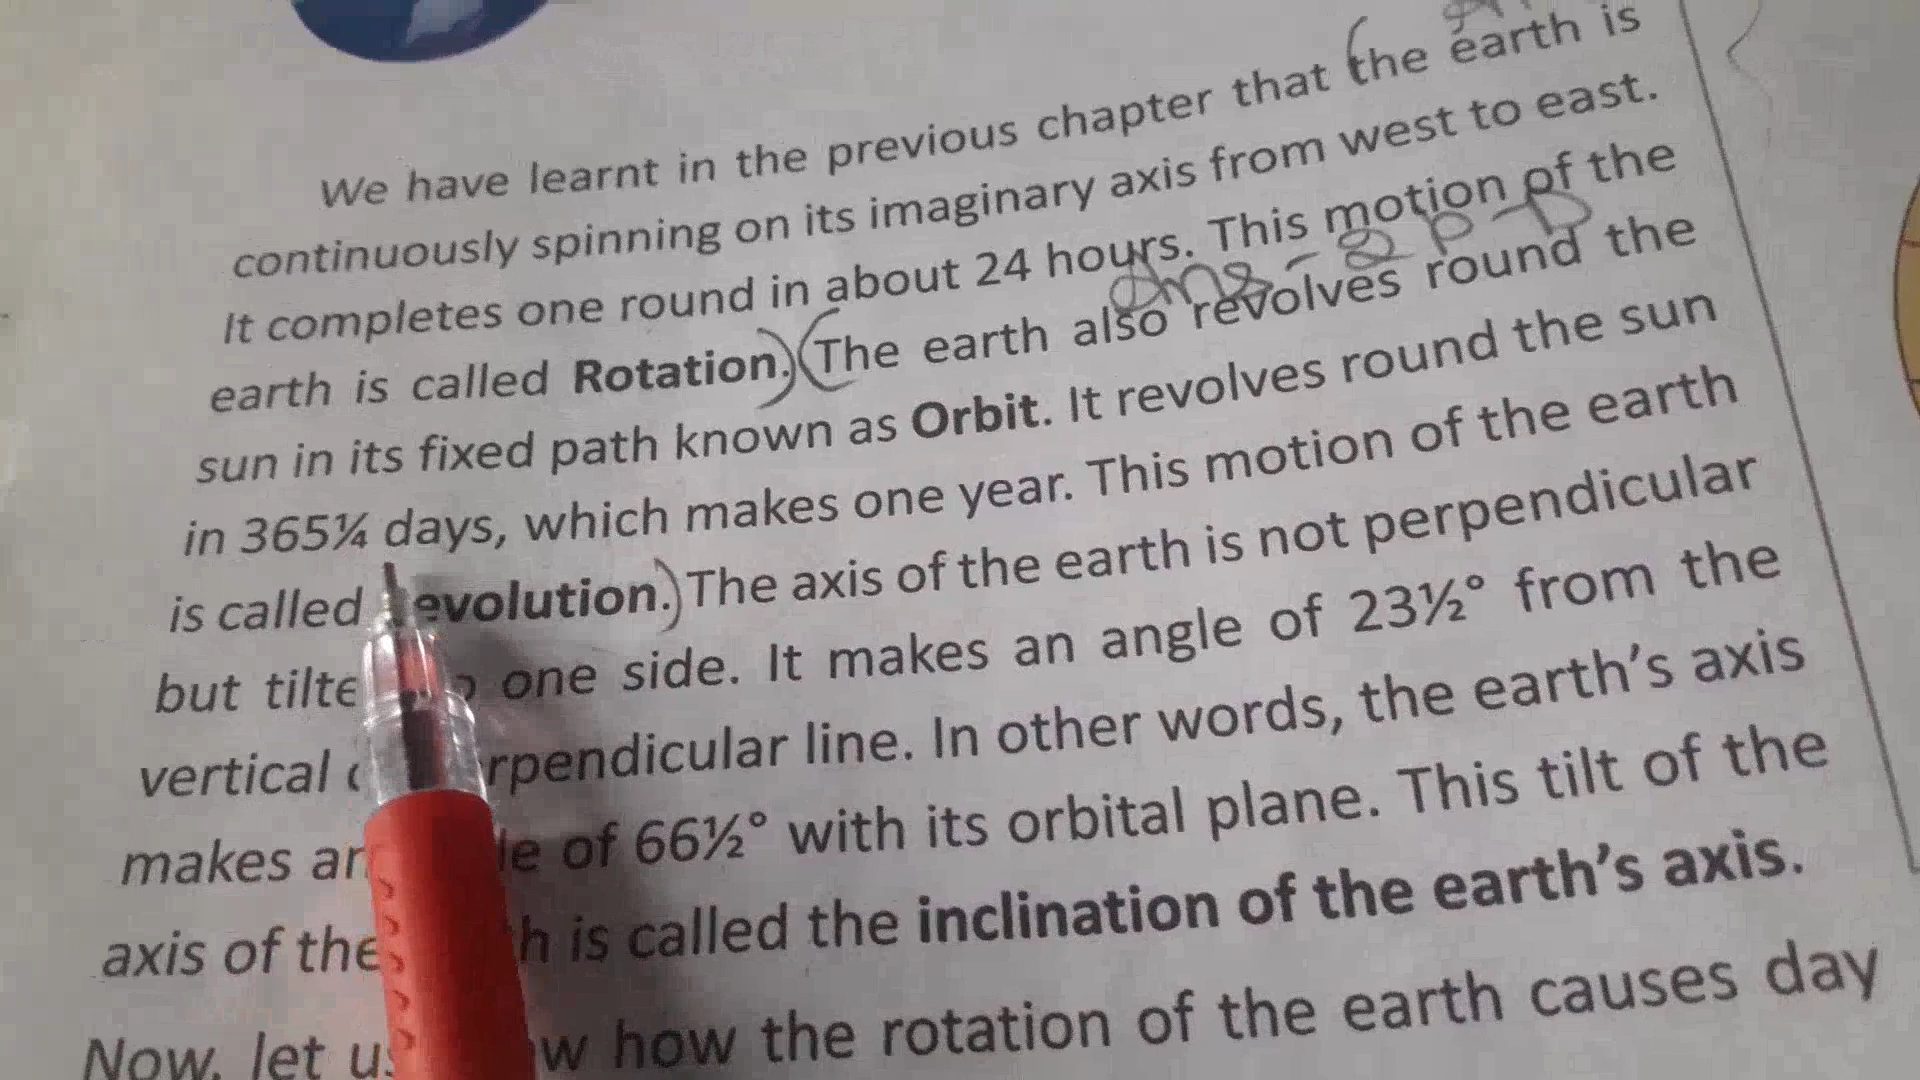 We have learnt in the previous chapter that the earth is
continuously spinning on its imaginary axis from west to east.
It completes one round in about 24 hours. This motion of the
earth is called Rotation. The earth also revolves round the
sun in its fixed path known as Orbit. It revolves round the sun
in 365¼ days, which makes one year. This motion of the earth
is called evolution. The axis of the earth is not perpendicular
but tilte one side. It makes an angle of 23½° from the
vertical rpendicular line. In other words, the earth's axis
makes an le of 66½° with its orbital plane. This tilt of the
axis of the h is called the inclination of the earth's axis.
Now, let us w how the rotation of the earth causes day